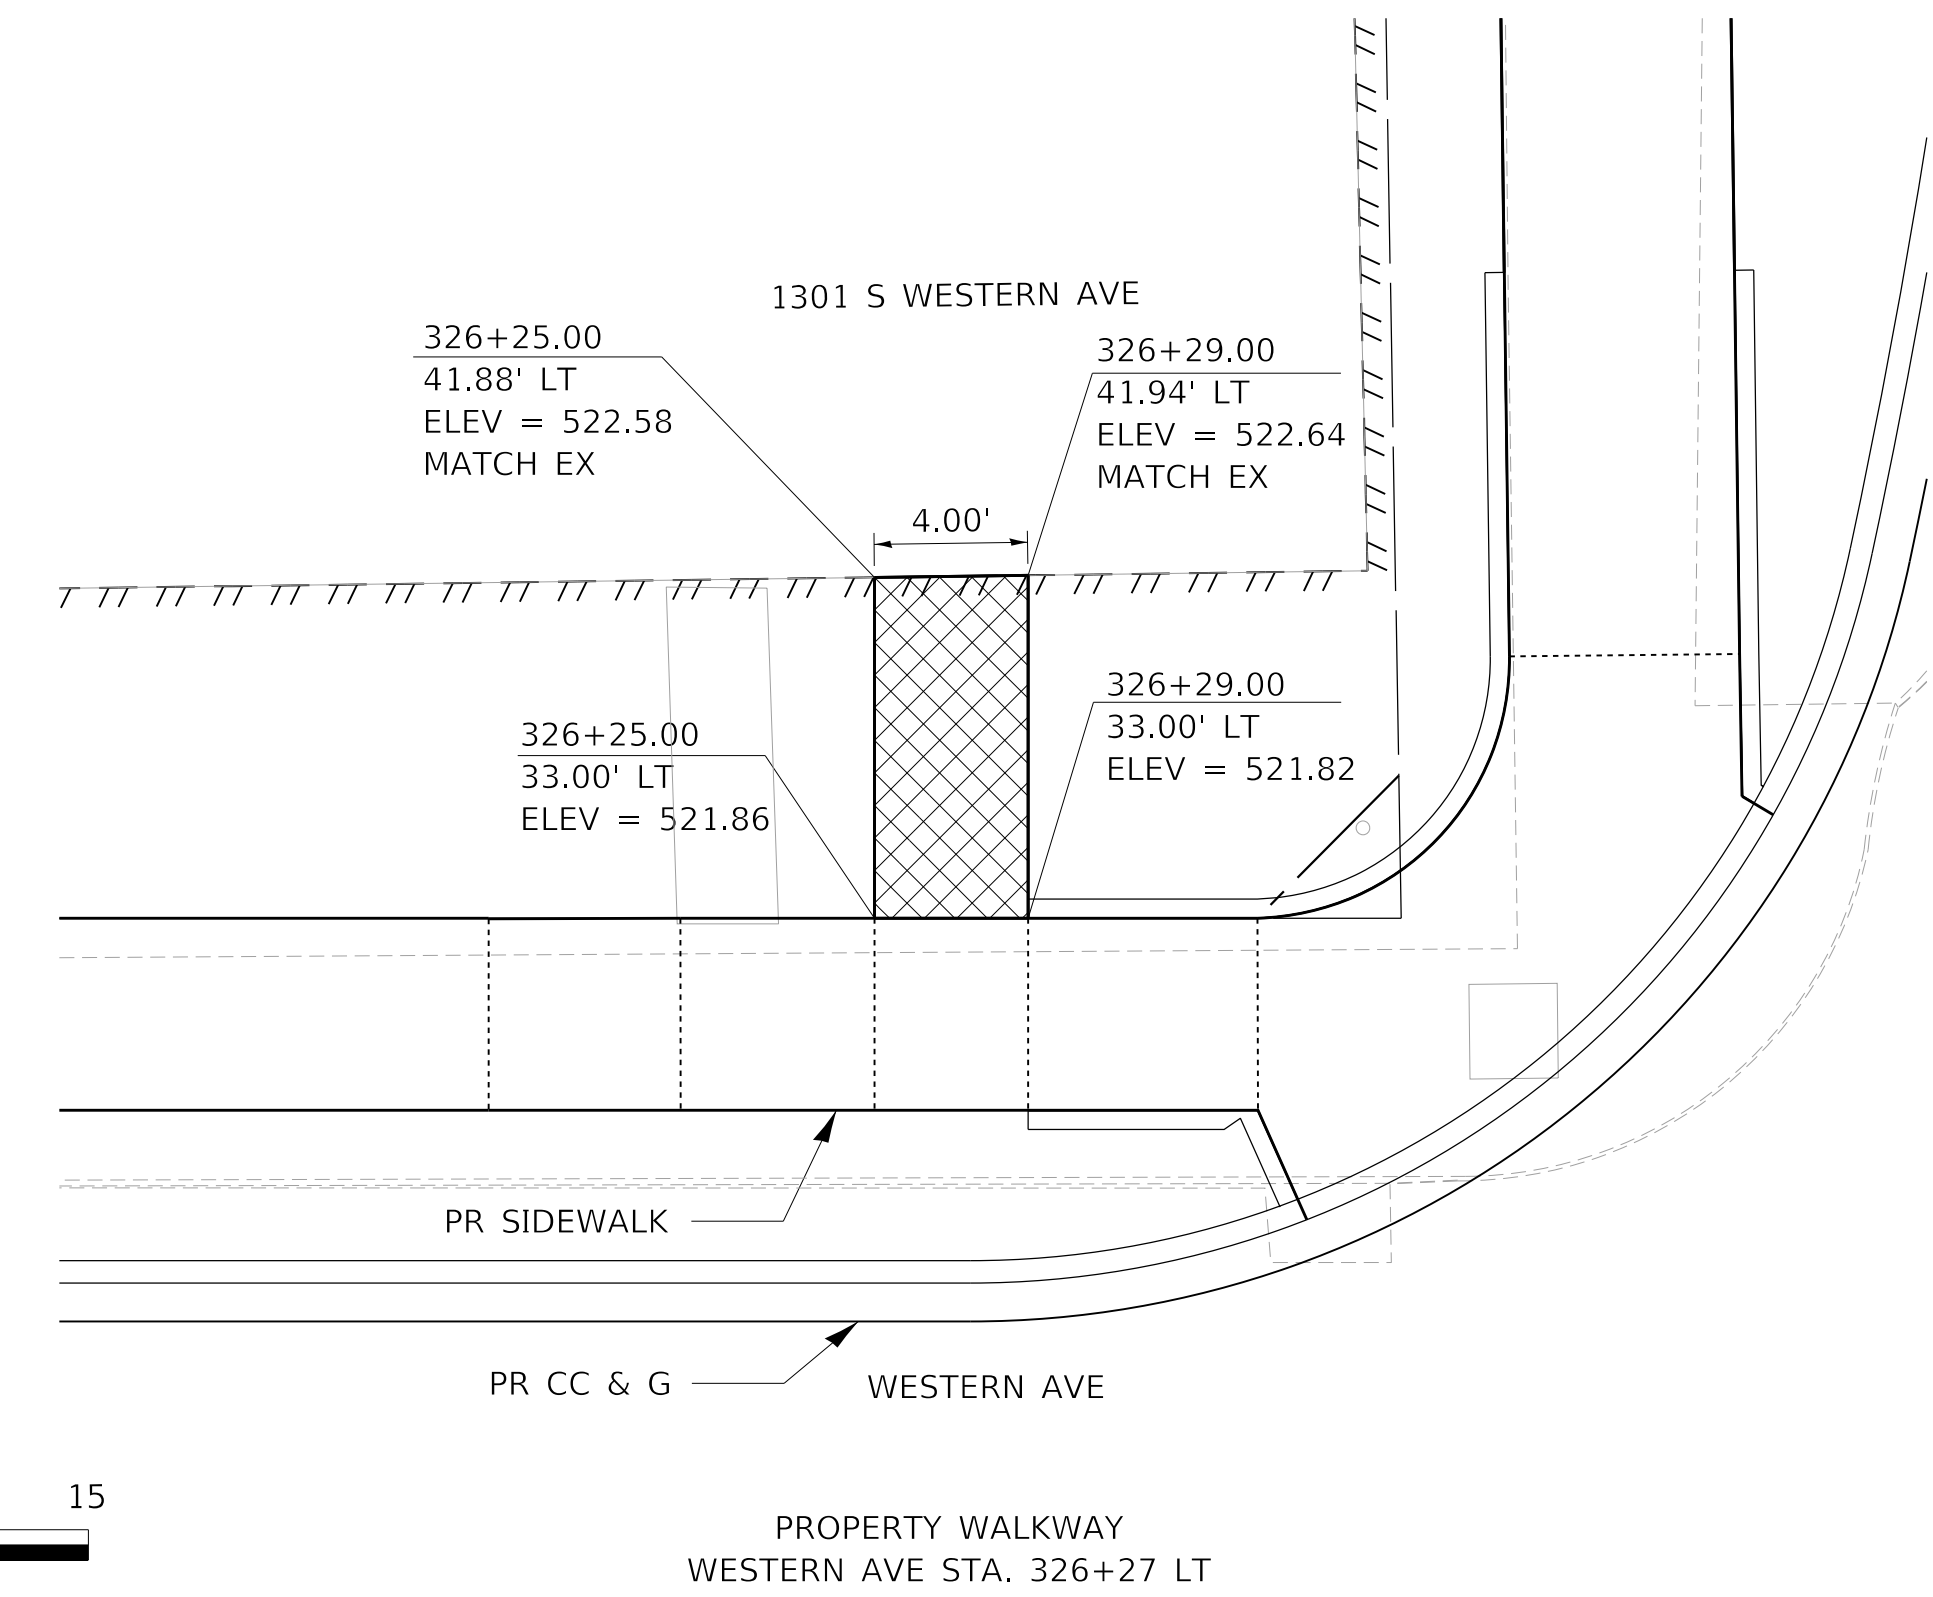 1301 S WESTERN AVE
326+25.00
41.88' LT
ELEV = 522.58
MATCH EX
326+29.00
41.94' LT
ELEV = 522.64
MATCH EX
4.00'
326+25.00
33.00' LT
ELEV = 521.86
326+29.00
33.00' LT
ELEV = 521.82
PR SIDEWALK
PR CC & G
WESTERN AVE
15
PROPERTY WALKWAY
WESTERN AVE STA. 326+27 LT